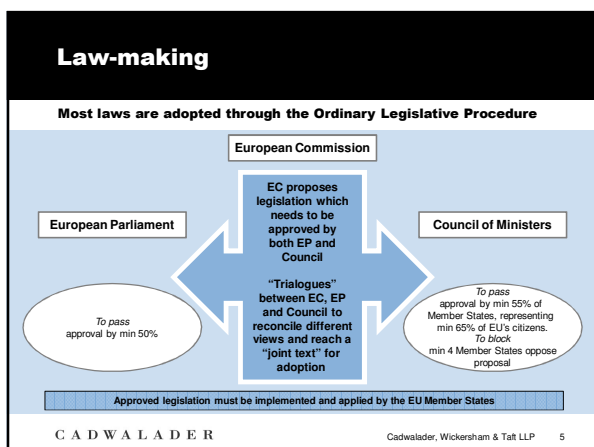 Law-making
Most laws are adopted through the Ordinary Legislative Procedure
European Commission
EC proposes
legislation which
needs to be
approved by
both EP and
Council
“Trialogues”
between EC, EP
and Council to
reconcile different
views and reach a
“joint text” for
adoption
European Parliament
To pass
approval by min 50%
Council of Ministers
To pass
approval by min 55% of
Member States, representing
min 65% of EU's citizens.
To block
min 4 Member States oppose
proposal
Approved legislation must be implemented and applied by the EU Member States
CADWALADER
Cadwalader, Wickersham & Taft LLP 5